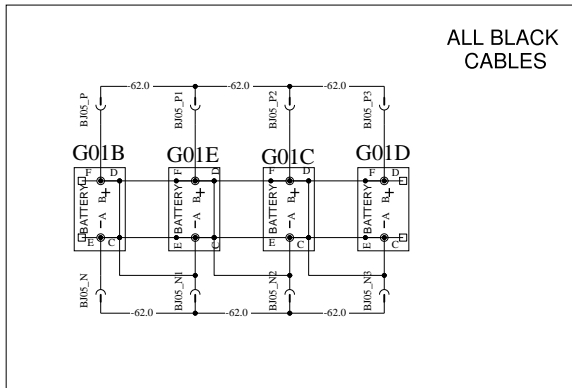 ALL BLACK
CABLES
-62.0 -62.0 -62.0
BJ05_P BJ05_P1 BJ05_P2 BJ05_P3
G01B G01E G01C G01D
F D F D F D F D
BATTERY BATTERY BATTERY BATTERY
B + B + B + B +
- A - A - A - A
E C E C E C E C
BJ05_N BJ05_N1 BJ05_N2 BJ05_N3
-62.0 -62.0 -62.0